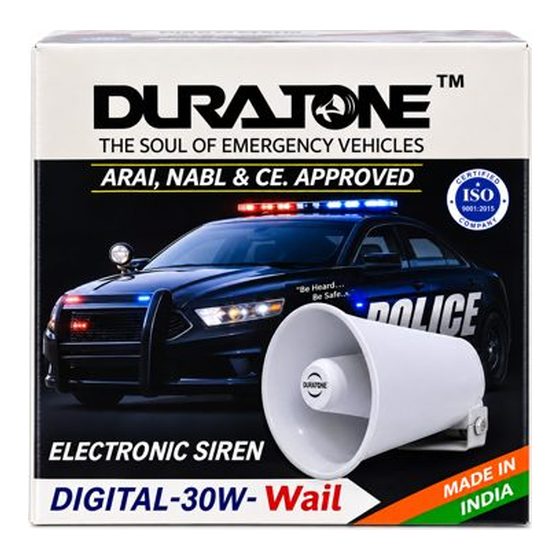 DURATONE™
THE SOUL OF EMERGENCY VEHICLES
ARAI, NABL & CE. APPROVED
CERTIFIED
ISO
9001:2015
COMPANY
"Be Heard...
Be Safe..
POLICE
DURATONE
ELECTRONIC SIREN
DIGITAL-30W- Wail
MADE IN
INDIA